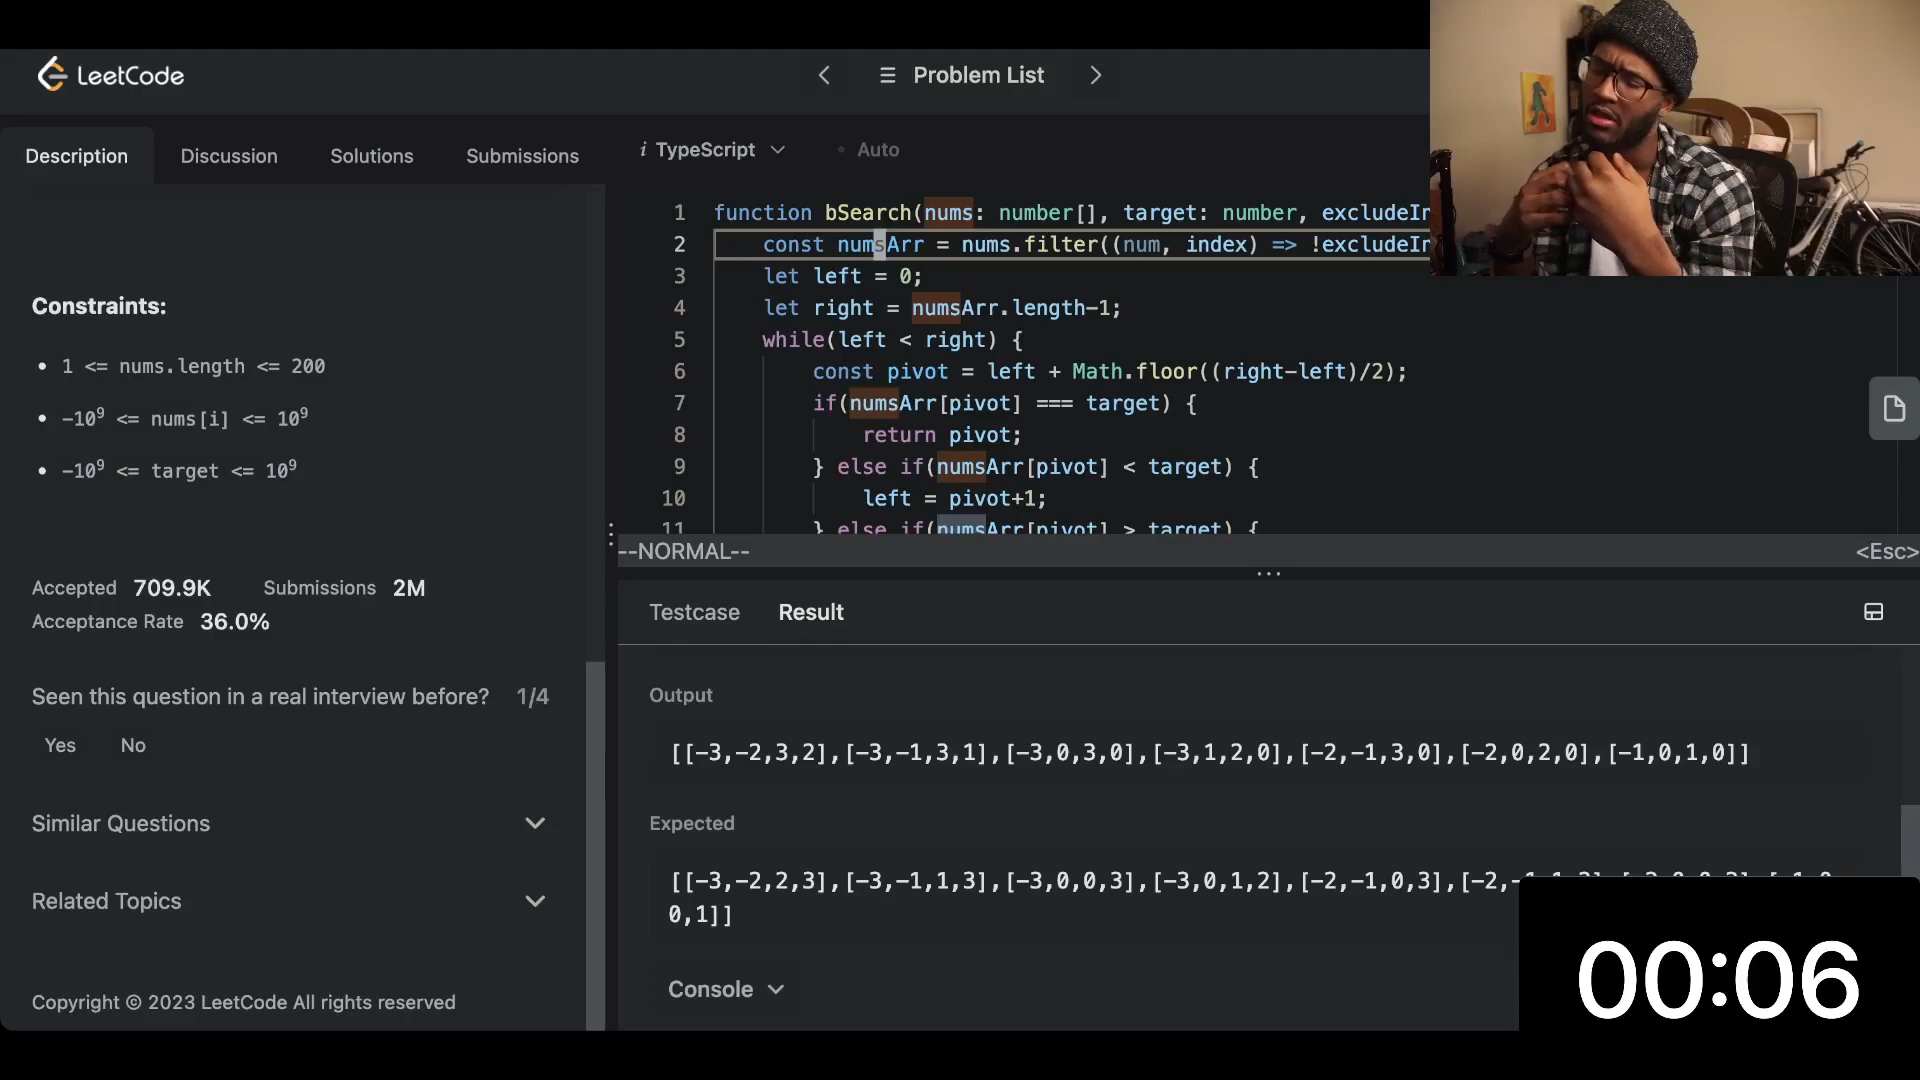 LeetCode
Problem List
Description Discussion Solutions Submissions
i TypeScript Auto
Constraints:
1 <= nums.length <= 200
-10⁹ <= nums[i] <= 10⁹
-10⁹ <= target <= 10⁹
Accepted 709.9K Submissions 2M
Acceptance Rate 36.0%
Seen this question in a real interview before? 1/4
Yes No
Similar Questions
Related Topics
Copyright © 2023 LeetCode All rights reserved
1 function bSearch(nums: number[], target: number, excludeIn
2 const numsArr = nums.filter((num, index) => !excludeIn
3 let left = 0;
4 let right = numsArr.length-1;
5 while(left < right) {
6 const pivot = left + Math.floor((right-left)/2);
7 if(numsArr[pivot] === target) {
8 return pivot;
9 } else if(numsArr[pivot] < target) {
10 left = pivot+1;
11 } else if(numsArr[pivot] > target) {
--NORMAL-- <Esc>
Testcase Result
Output
[[-3,-2,3,2],[-3,-1,3,1],[-3,0,3,0],[-3,1,2,0],[-2,-1,3,0],[-2,0,2,0],[-1,0,1,0]]
Expected
[[-3,-2,2,3],[-3,-1,1,3],[-3,0,0,3],[-3,0,1,2],[-2,-1,0,3],[-2,
0,1]]
Console
00:06